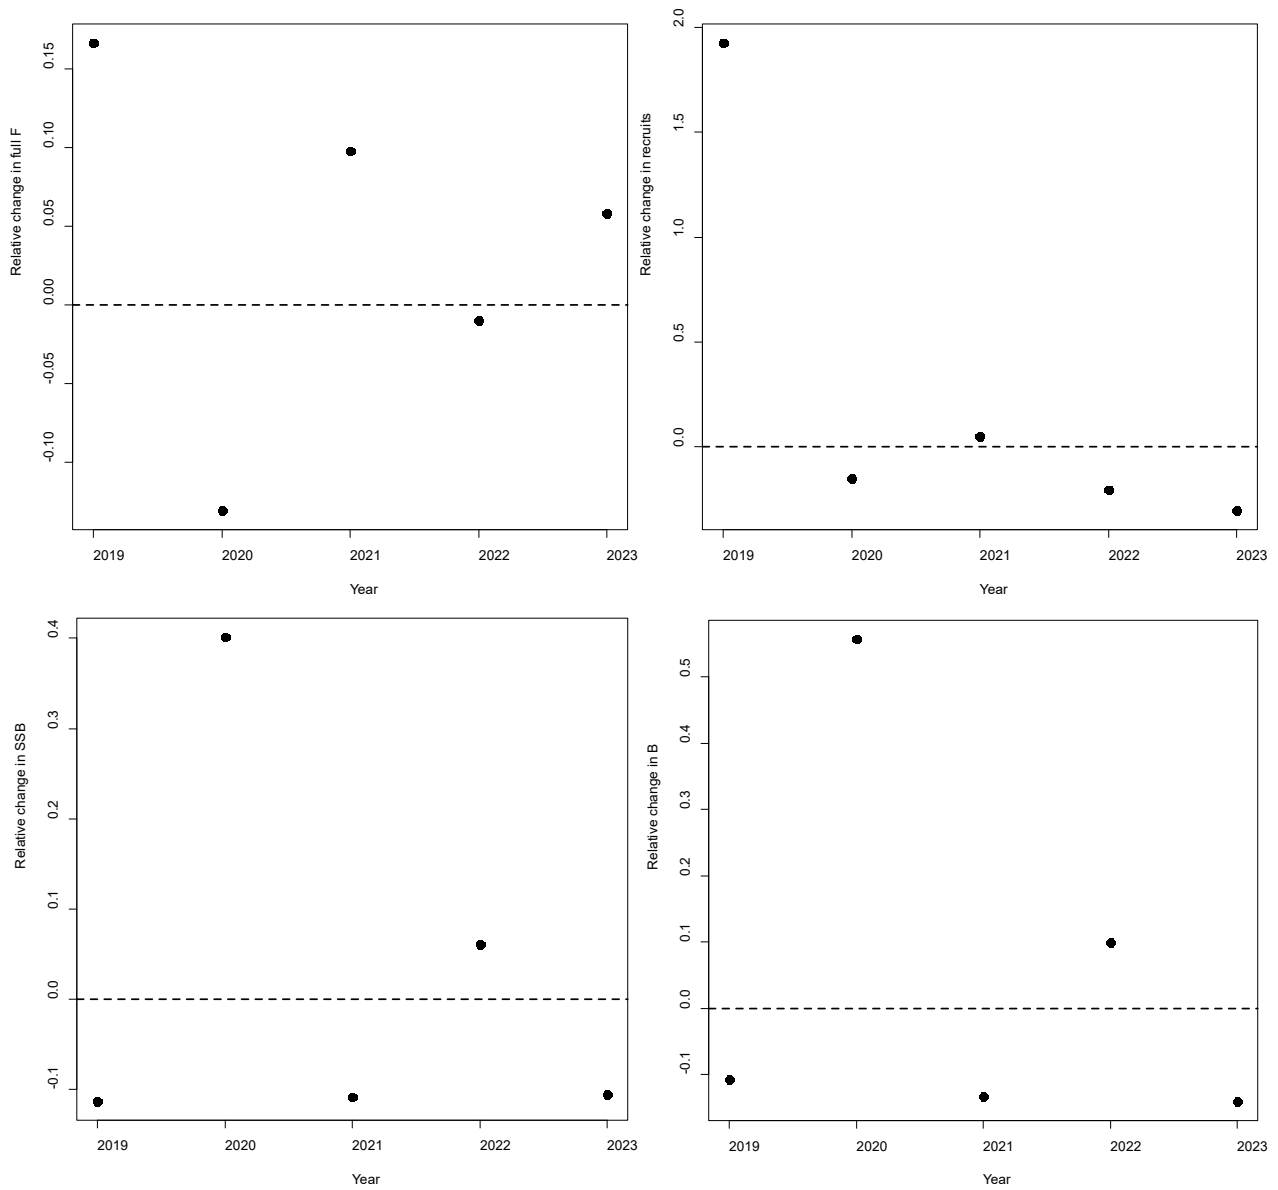 Relative change in full F
0.15
0.10
0.05
0.00
-0.05
-0.10
2019 2020 2021 2022 2023
Year
Relative change in recruits
2.0
1.5
1.0
0.5
0.0
2019 2020 2021 2022 2023
Year
Relative change in SSB
0.4
0.3
0.2
0.1
0.0
-0.1
2019 2020 2021 2022 2023
Year
Relative change in B
0.5
0.4
0.3
0.2
0.1
0.0
-0.1
2019 2020 2021 2022 2023
Year